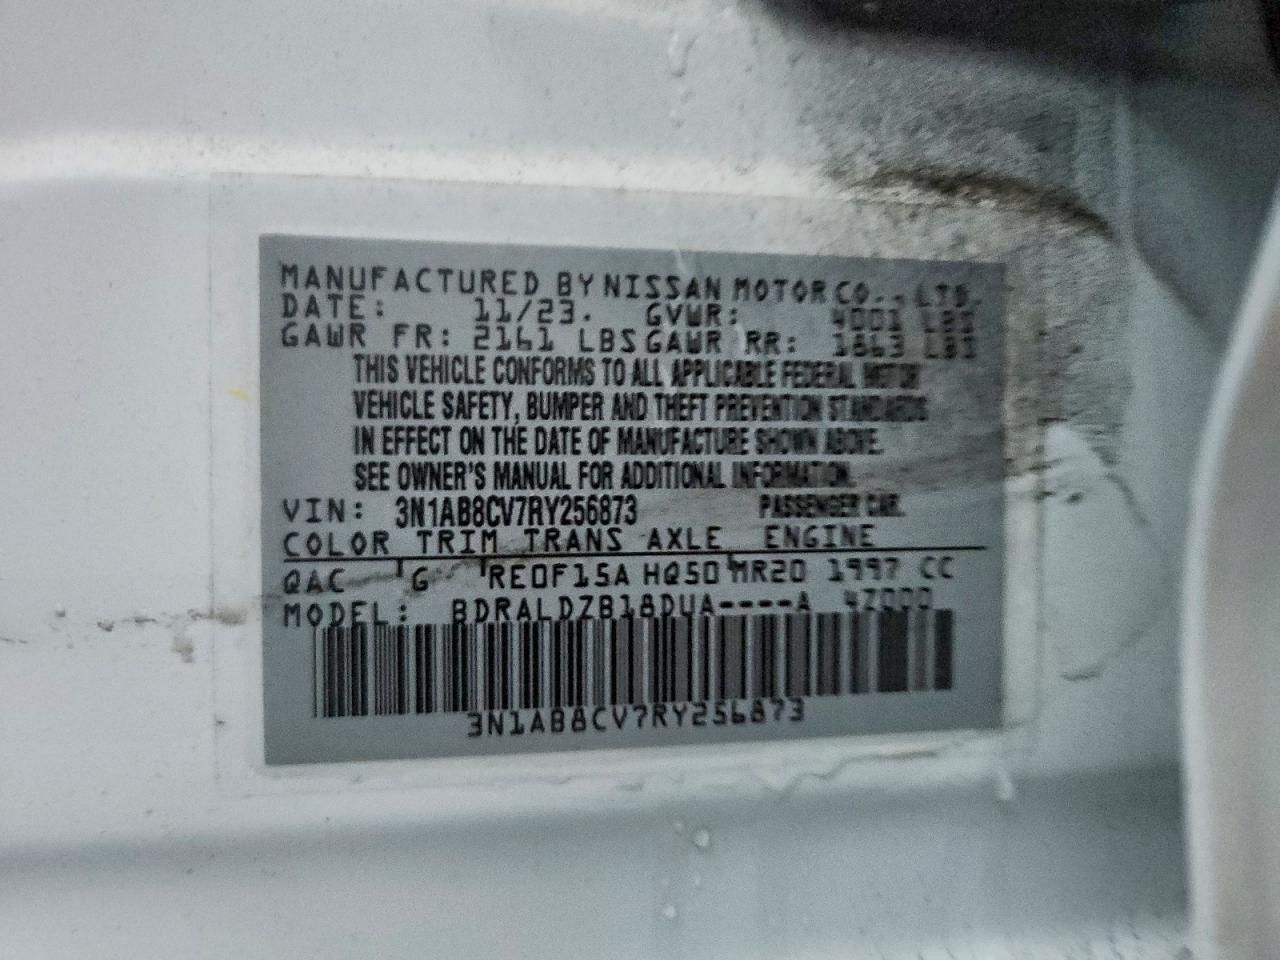 MANUFACTURED BY NISSAN MOTOR CO., LTD.
DATE: 11/23. GVWR: 4001 LBS
GAWR FR: 2161 LBS GAWR RR: 1863 LBS
THIS VEHICLE CONFORMS TO ALL APPLICABLE FEDERAL MOTOR
VEHICLE SAFETY, BUMPER AND THEFT PREVENTION STANDARDS
IN EFFECT ON THE DATE OF MANUFACTURE SHOWN ABOVE.
SEE OWNER'S MANUAL FOR ADDITIONAL INFORMATION.
VIN: 3N1AB8CV7RY256873 PASSENGER CAR.
COLOR TRIM TRANS AXLE ENGINE
QAC G RE0F15A HQ50 MR20 1997 CC
MODEL: BDRALDZB18DUA----A 4Z000
3N1AB8CV7RY256873